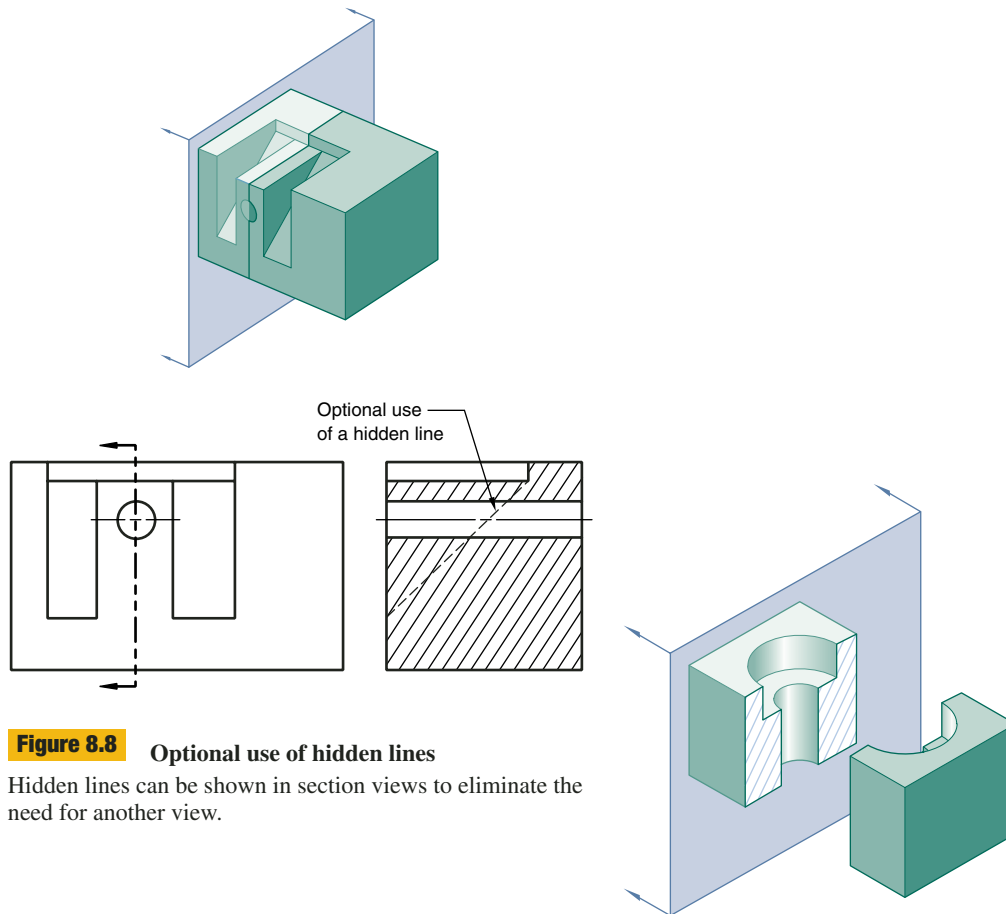 Optional use
of a hidden line
Figure 8.8 Optional use of hidden lines
Hidden lines can be shown in section views to eliminate the
need for another view.